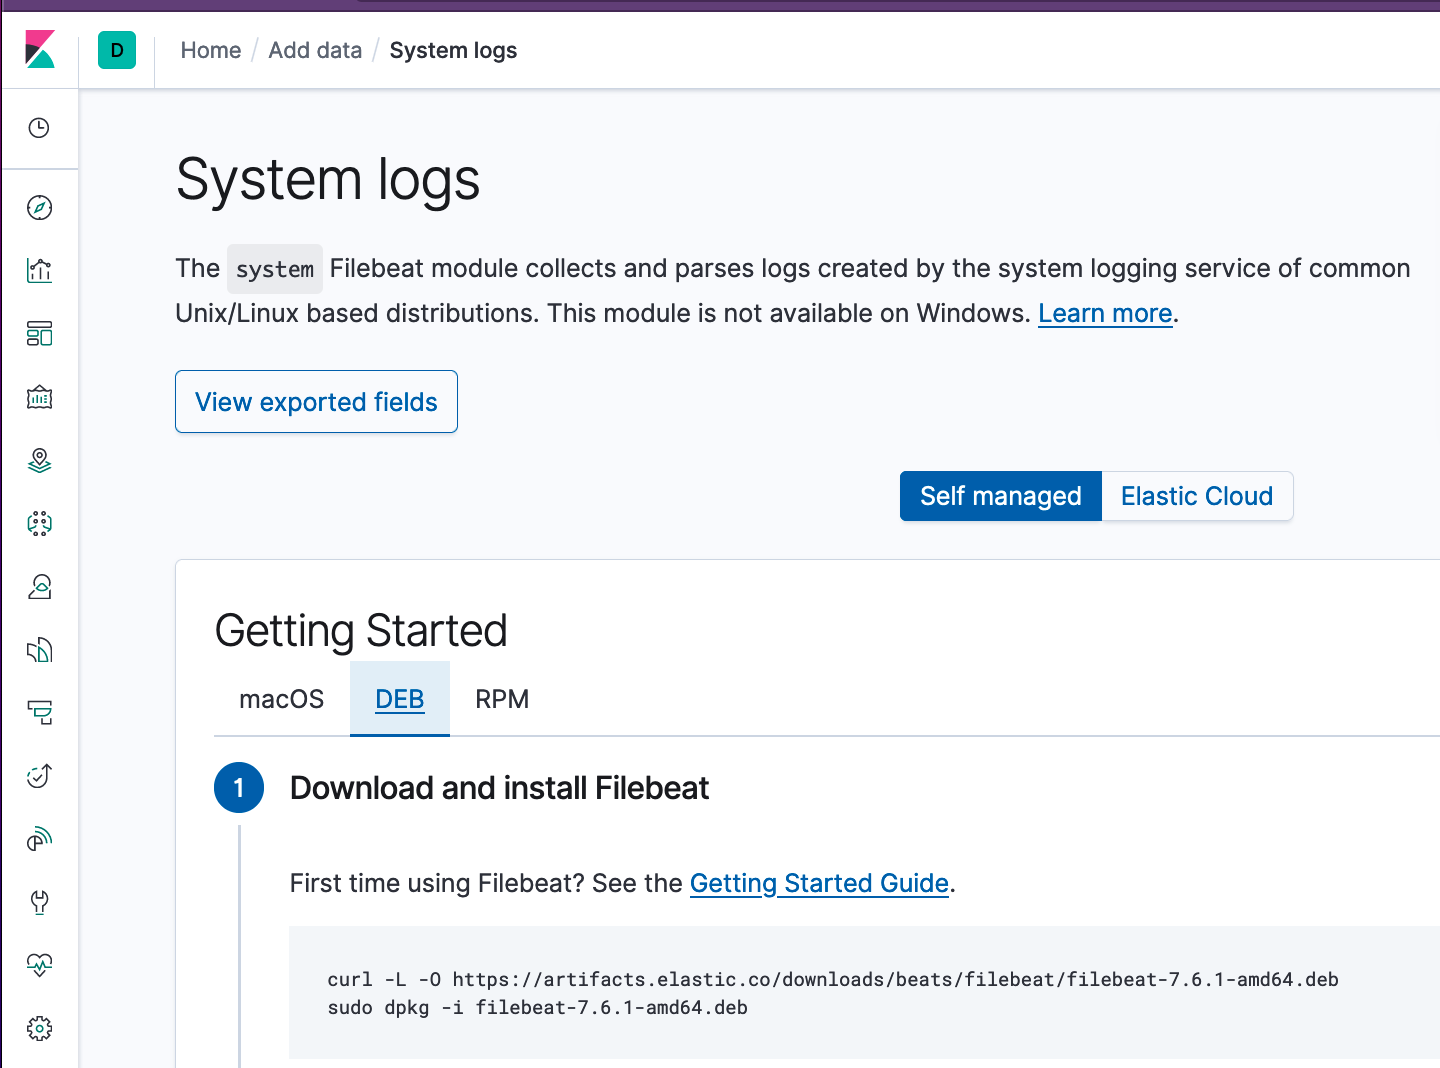 D Home / Add data / System logs
System logs
The system Filebeat module collects and parses logs created by the system logging service of common
Unix/Linux based distributions. This module is not available on Windows. Learn more.
View exported fields
Self managed Elastic Cloud
Getting Started
macOS DEB RPM
1 Download and install Filebeat
First time using Filebeat? See the Getting Started Guide.
curl -L -O https://artifacts.elastic.co/downloads/beats/filebeat/filebeat-7.6.1-amd64.deb
sudo dpkg -i filebeat-7.6.1-amd64.deb